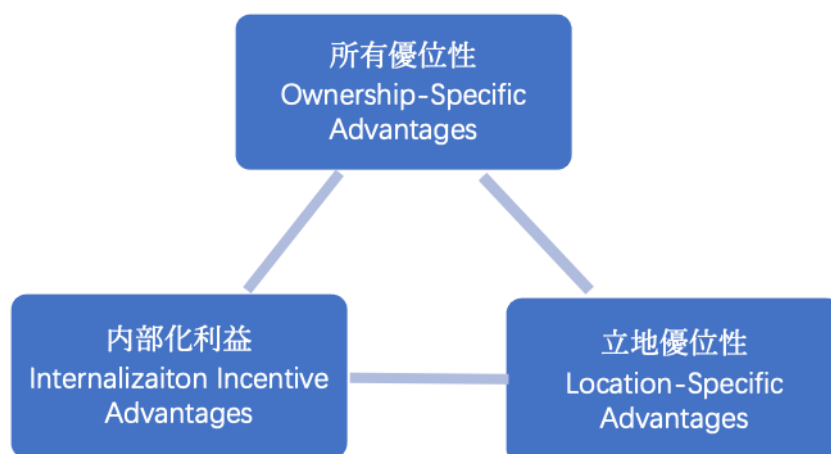 所有優位性
Ownership-Specific
Advantages
内部化利益
Internalizaiton Incentive
Advantages
立地優位性
Location-Specific
Advantages